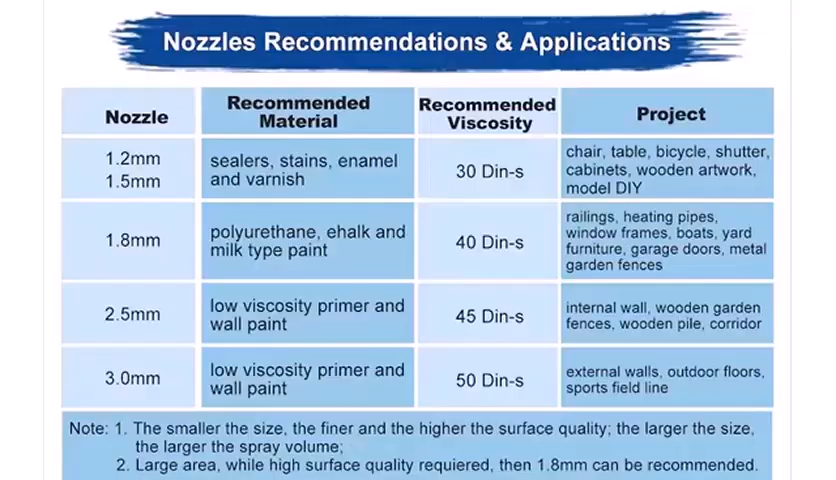 Nozzles Recommendations & Applications
Nozzle
Recommended
Material
Recommended
Viscosity
Project
1.2mm
1.5mm
sealers, stains, enamel
and varnish
30 Din-s
chair, table, bicycle, shutter,
cabinets, wooden artwork,
model DIY
1.8mm
polyurethane, ehalk and
milk type paint
40 Din-s
railings, heating pipes,
window frames, boats, yard
furniture, garage doors, metal
garden fences
2.5mm
low viscosity primer and
wall paint
45 Din-s
internal wall, wooden garden
fences, wooden pile, corridor
3.0mm
low viscosity primer and
wall paint
50 Din-s
external walls, outdoor floors,
sports field line
Note: 1. The smaller the size, the finer and the higher the surface quality; the larger the size,
the larger the spray volume;
2. Large area, while high surface quality requiered, then 1.8mm can be recommended.